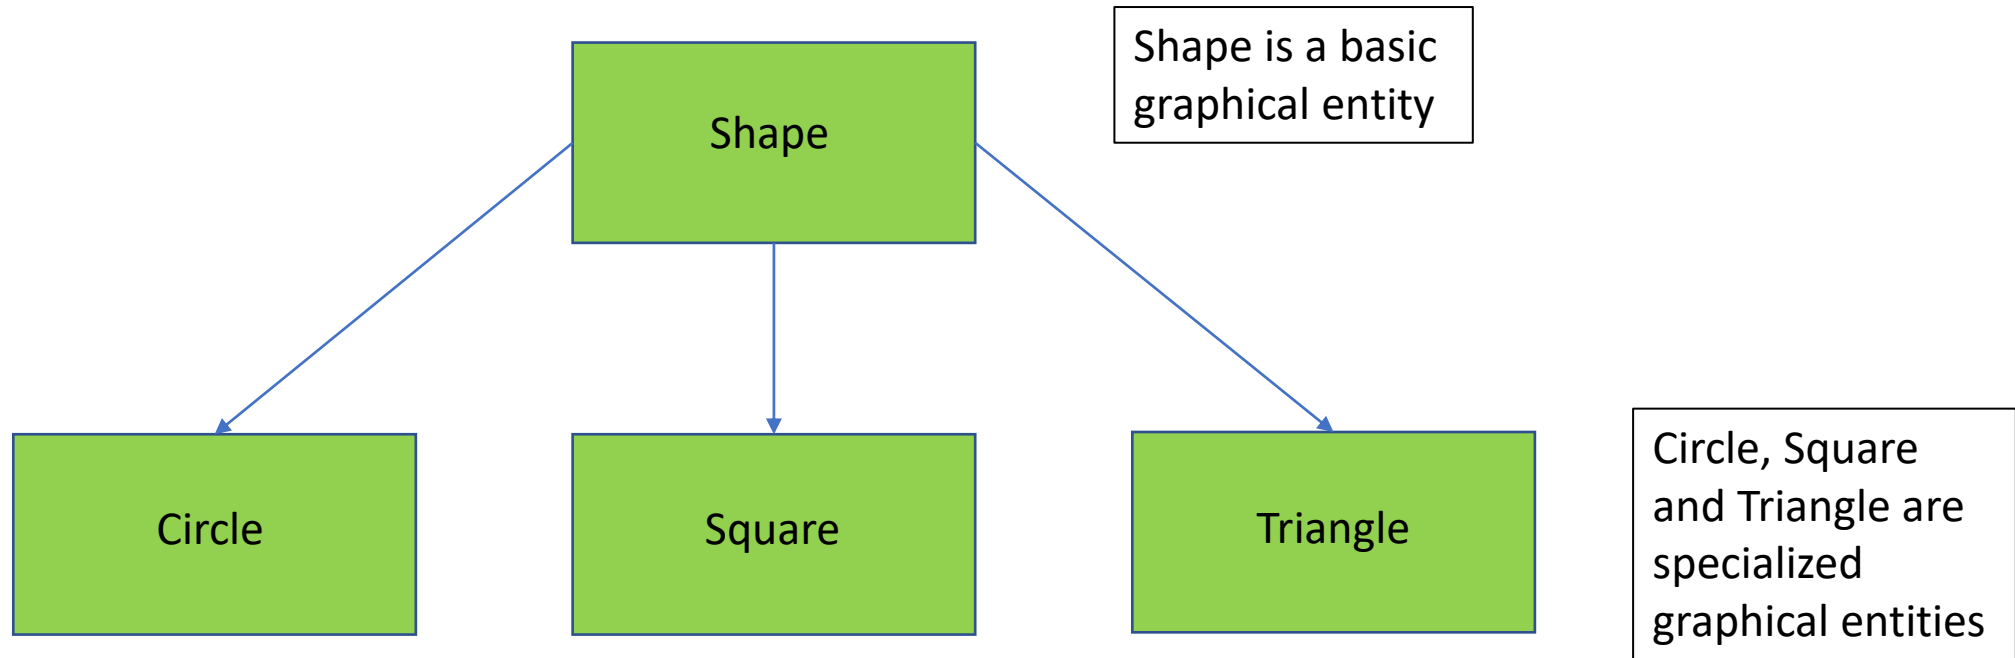 Shape is a basic
graphical entity
Shape
Circle
Square
Triangle
Circle, Square
and Triangle are
specialized
graphical entities